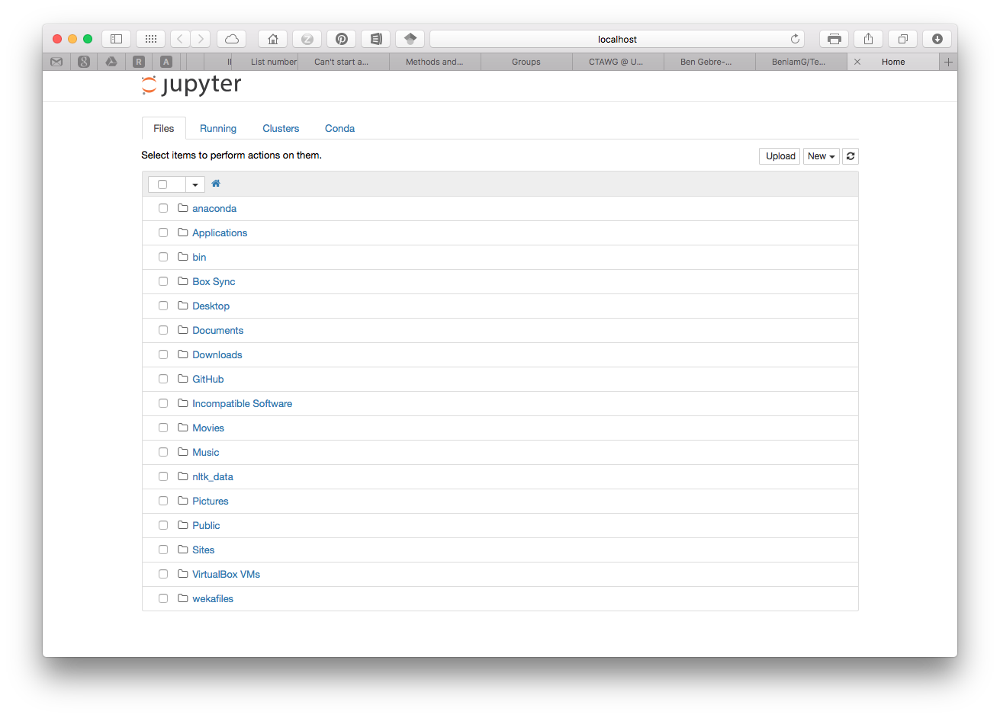 localhost
List number
Can't start a...
Methods and...
Groups
CTAWG @ U...
Ben Gebre-...
BeniamG/Te...
Home
jupyter
Files
Running
Clusters
Conda
Select items to perform actions on them.
Upload
New
anaconda
Applications
bin
Box Sync
Desktop
Documents
Downloads
GitHub
Incompatible Software
Movies
Music
nltk_data
Pictures
Public
Sites
VirtualBox VMs
wekafiles